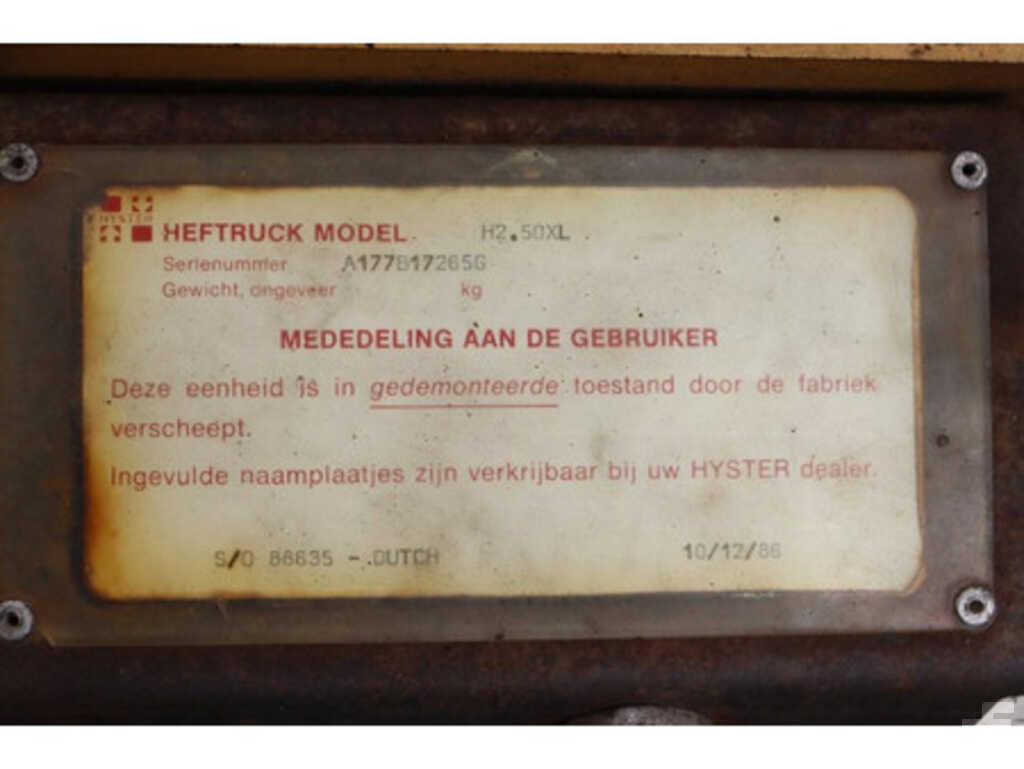 HYSTER
HEFTRUCK MODEL. H2.50XL
Serienummer A177B17265G
Gewicht, ongeveer kg
MEDEDELING AAN DE GEBRUIKER
Deze eenheid is in gedemonteerde toestand door de fabriek
verscheept.
Ingevulde naamplaatjes zijn verkrijbaar bij uw HYSTER dealer.
S/O 86635 - .DUTCH 10/12/86